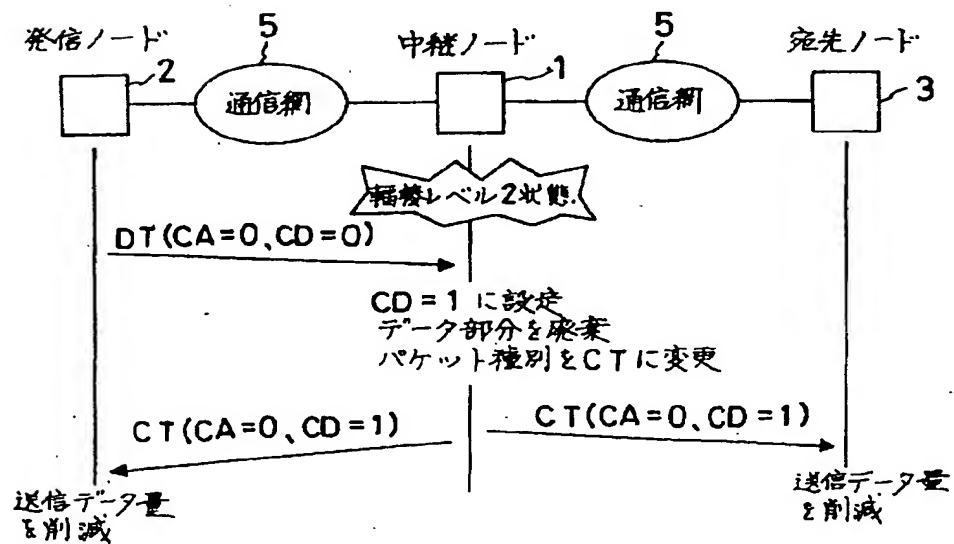 発信ノード
5
中継ノード
5
宛先ノード
2
通信網
1
通信網
3
輻輳レベル2状態
DT(CA=0、CD=0)
CD=1に設定
データ部分を廃棄
パケット種別をCTに変更
CT(CA=0、CD=1)
CT(CA=0、CD=1)
送信データ量
を削減
送信データ量
を削減